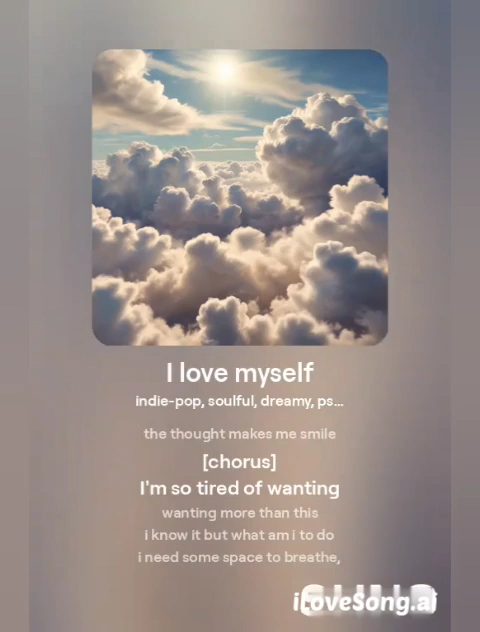 I love myself
indie-pop, soulful, dreamy, ps...
the thought makes me smile
[chorus]
I'm so tired of wanting
wanting more than this
i know it but what am i to do
i need some space to breathe,
iLoveSong.ai